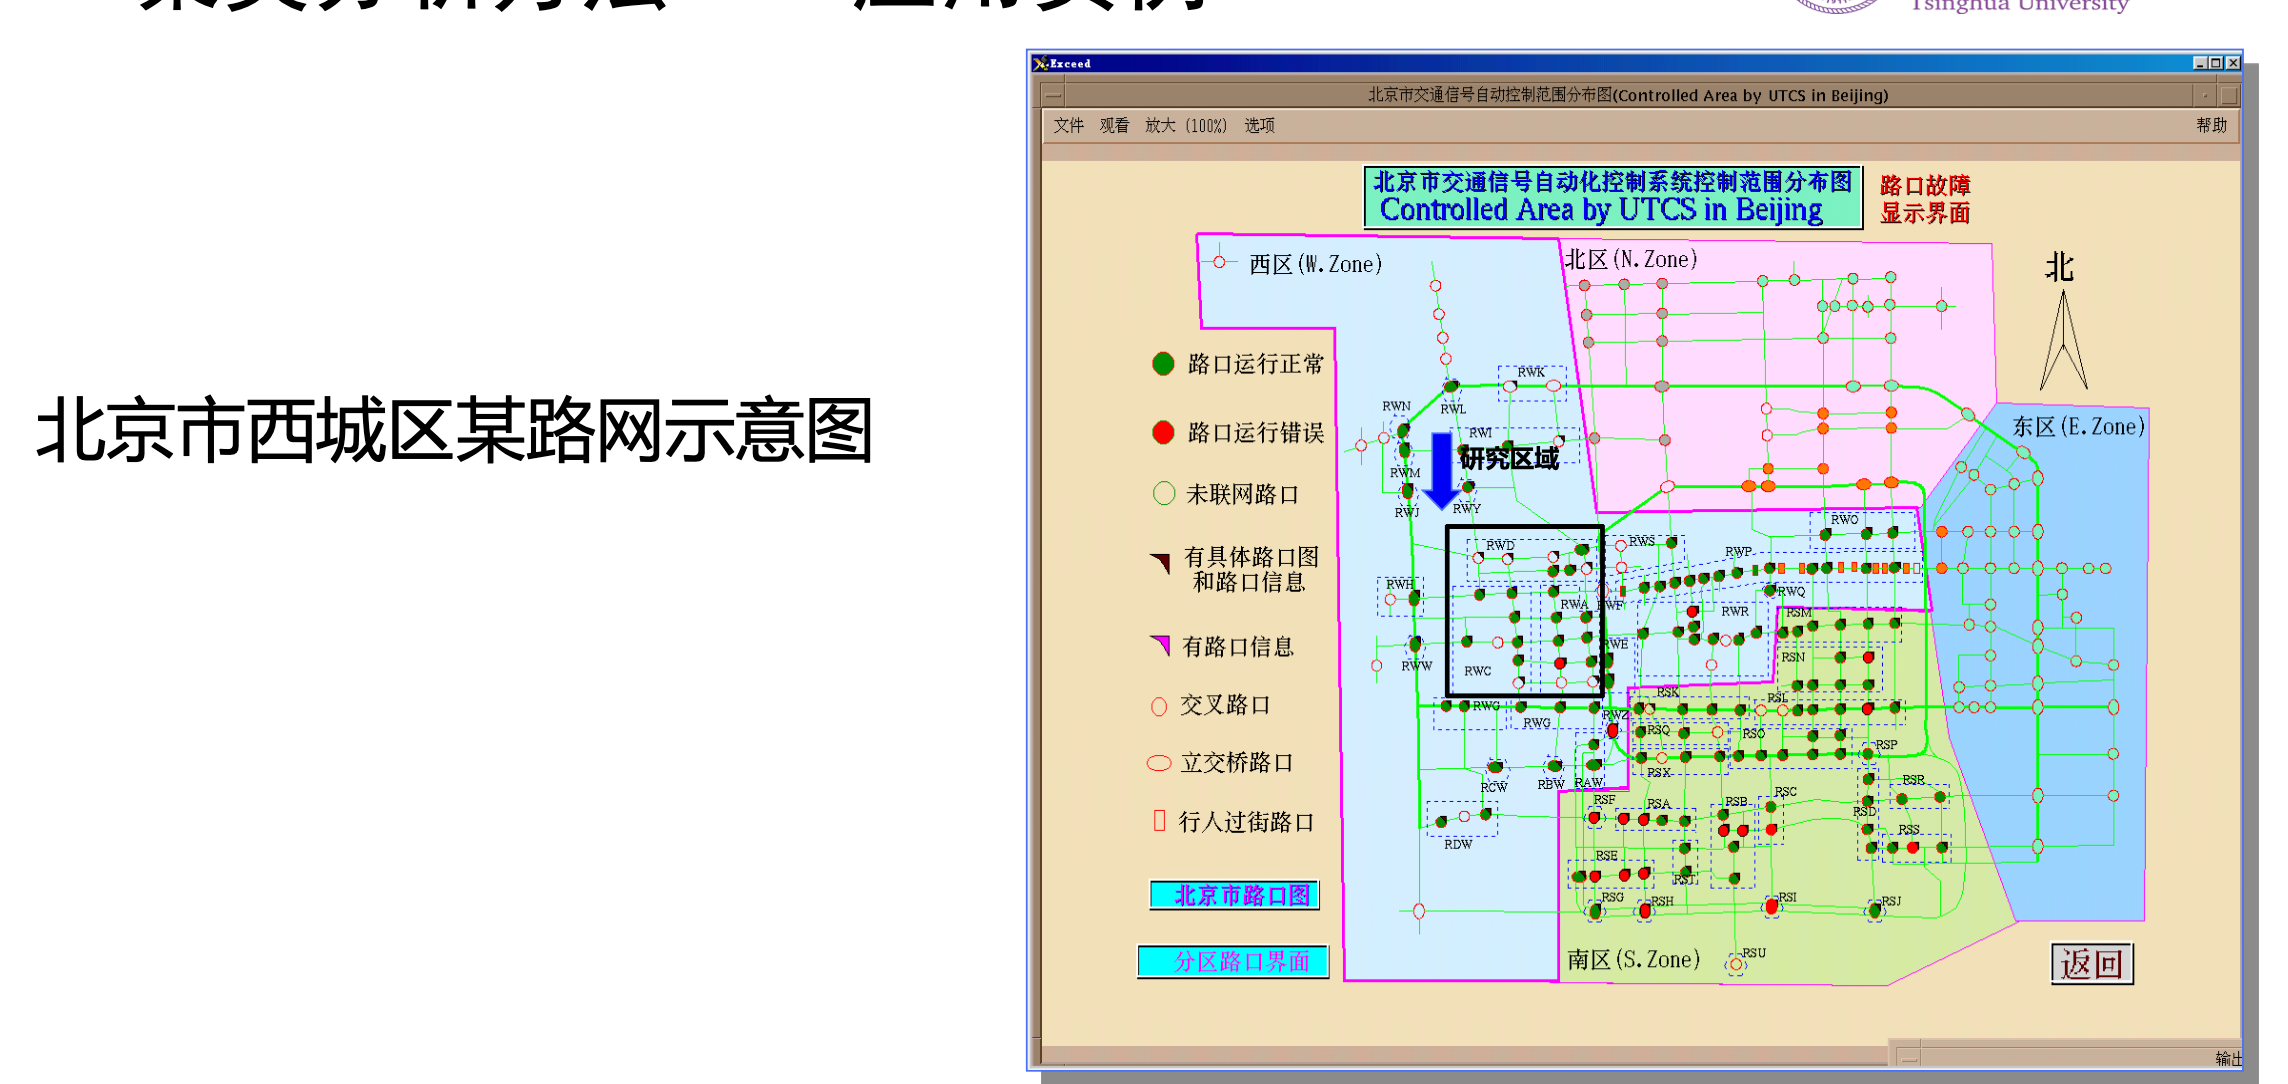 聚类分析方法——应用实例
Tsinghua University
北京市西城区某路网示意图
Exceed
北京市交通信号自动控制范围分布图(Controlled Area by UTCS in Beijing)
文件 观看 放大 (100%) 选项 帮助
北京市交通信号自动化控制系统控制范围分布图
Controlled Area by UTCS in Beijing
路口故障
显示界面
西区(W.Zone)
北区(N.Zone)
北
东区(E.Zone)
路口运行正常
路口运行错误
未联网路口
有具体路口图
和路口信息
有路口信息
交叉路口
立交桥路口
行人过街路口
北京市路口图
分区路口界面
RWK
RWN
RWL
RWI
研究区域
RWM
RWJ
RWY
RWO
RWD
RWS
RWP
RWH
RWA
RWF
RWQ
RWR
RSM
RWE
RWW
RWC
RSN
RSK
RSL
RWG
RWG
RWZ
RSQ
RSO
RSP
RSX
RCW
RBW
RAW
RSR
RSF
RSA
RSB
RSC
RSD
RSS
RDW
RSE
RST
RSG
RSH
RSI
RSJ
RSU
南区(S.Zone)
返回
输出